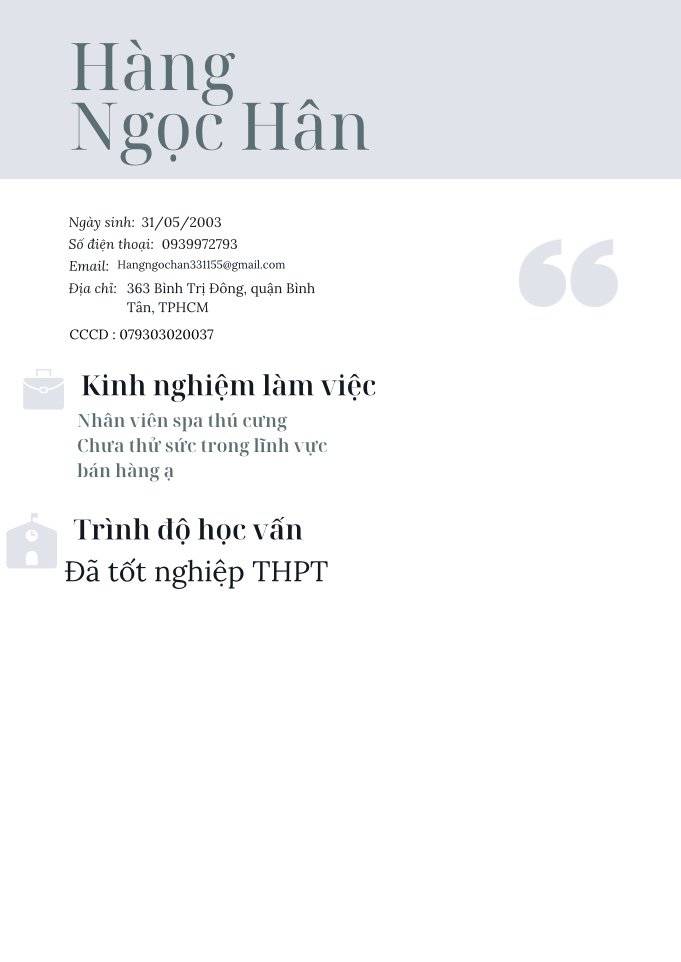 Hàng
Ngọc Hân
Ngày sinh: 31/05/2003
Số điện thoại: 0939972793
Email: Hangngochan331155@gmail.com
Địa chỉ: 363 Bình Trị Đông, quận Bình
Tân, TPHCM
CCCD : 079303020037
Kinh nghiệm làm việc
Nhân viên spa thú cưng
Chưa thử sức trong lĩnh vực
bán hàng ạ
Trình độ học vấn
Đã tốt nghiệp THPT